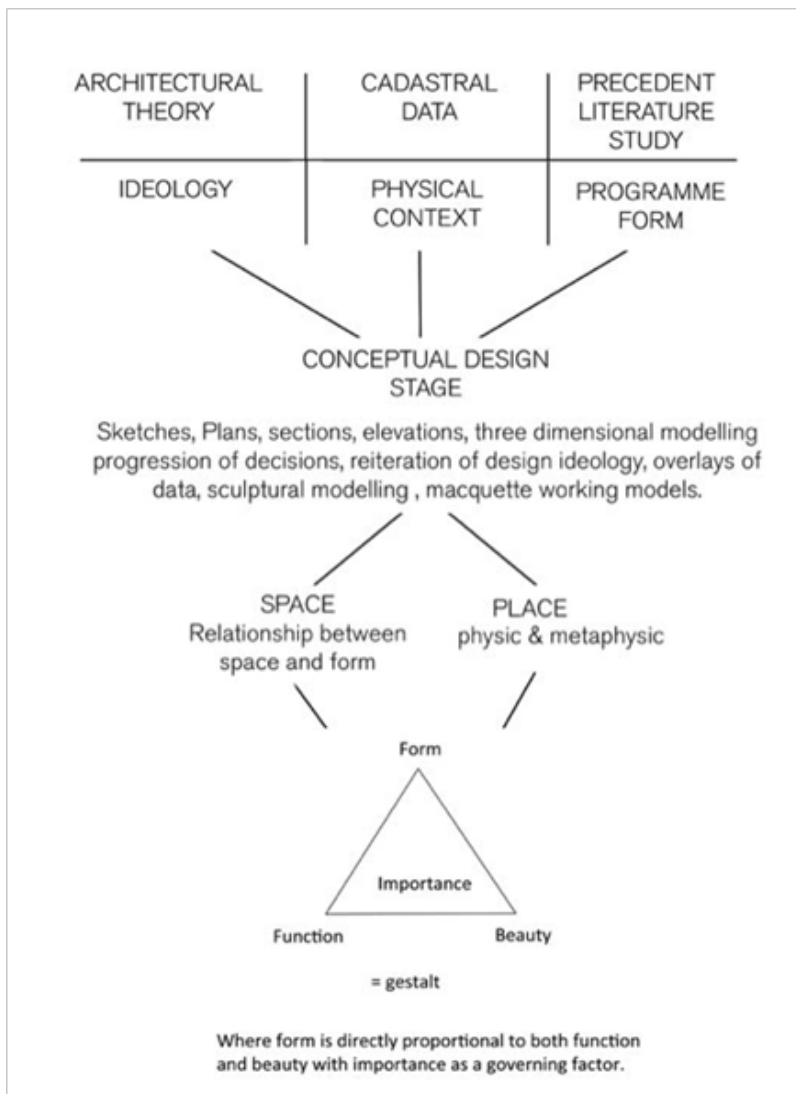 ARCHITECTURAL THEORY
CADASTRAL DATA
PRECEDENT LITERATURE STUDY
IDEOLOGY
PHYSICAL CONTEXT
PROGRAMME FORM
CONCEPTUAL DESIGN
STAGE
Sketches, Plans, sections, elevations, three dimensional modelling
progression of decisions, reiteration of design ideology, overlays of
data, sculptural modelling , macquette working models.
SPACE
Relationship between
space and form
PLACE
physic & metaphysic
Form
Importance
Function
Beauty
= gestalt
Where form is directly proportional to both function
and beauty with importance as a governing factor.